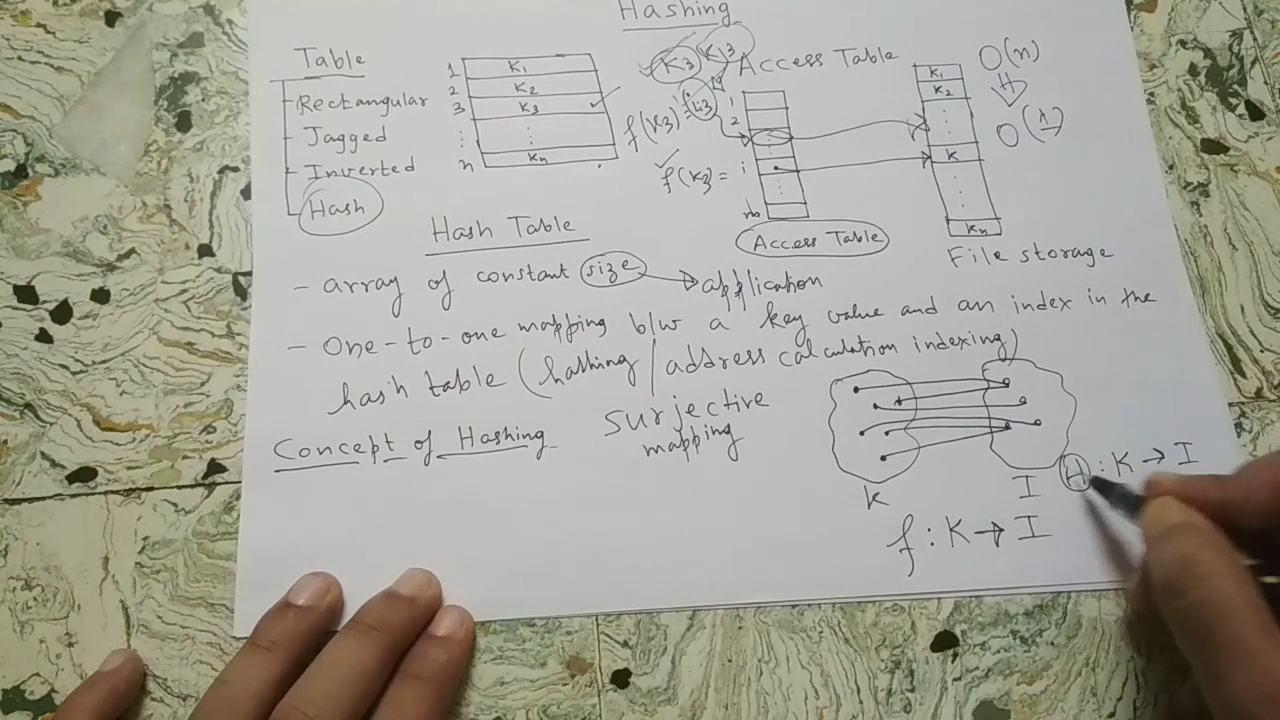 Hashing
Table
Rectangular
Jagged
Inverted
Hash
1 K1
2 K2
3 K3
n Kn
K3 K13
Access Table
f(K3) =
f(K3) = i
1
2
Access Table
K1
K2
K
Kn
File storage
O(n)
H
Hash Table
- array of constant size → application
- One-to-one mapping b/w a key value and an index in the
hash table (hashing / address calculation indexing)
Concept of Hashing
surjective
mapping
K
I
H : K → I
f : K → I